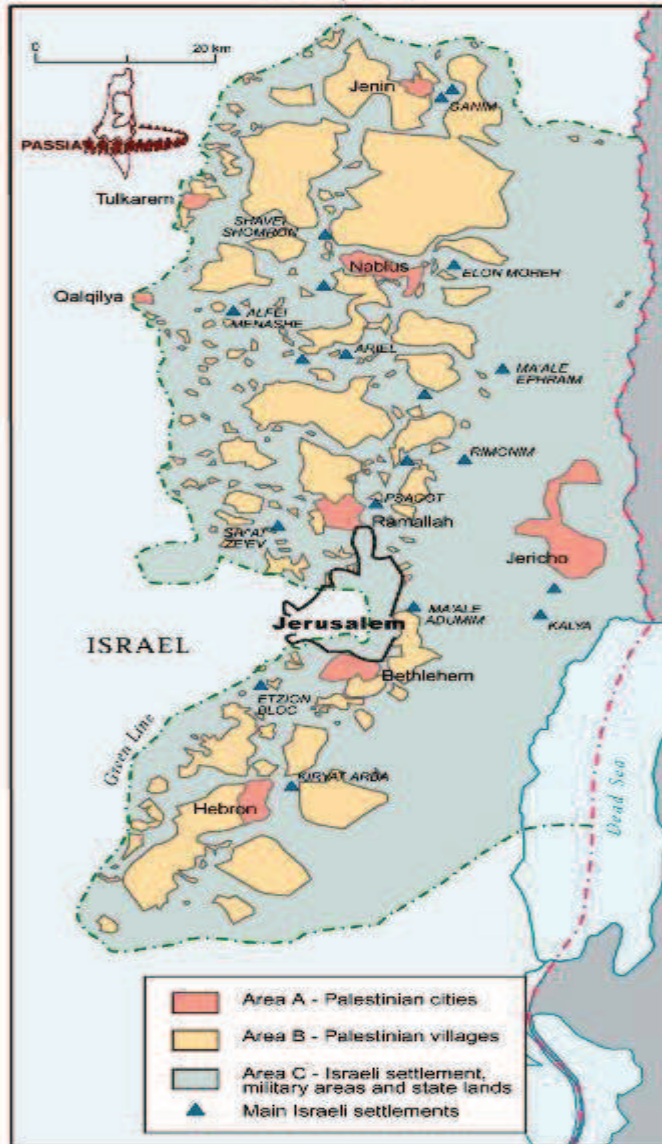 0
20 km
Jenin
GANIM
PASSIA
Tulkarem
SHAVEI
SHOMRON
Nablus
ELON MOREH
Qalqilya
ALFEI
MENASHE
ARIEL
MA'ALE
EPHRAIM
RIMONIM
PSAGOT
Ramallah
ZE'EV
Jericho
MA'ALE
ADUMIM
KALYA
Jerusalem
ISRAEL
Bethlehem
ETZION
BLOC
Green Line
KIRYAT ARBA
Hebron
Dead Sea
Area A - Palestinian cities
Area B - Palestinian villages
Area C - Israeli settlement,
military areas and state lands
Main Israeli settlements